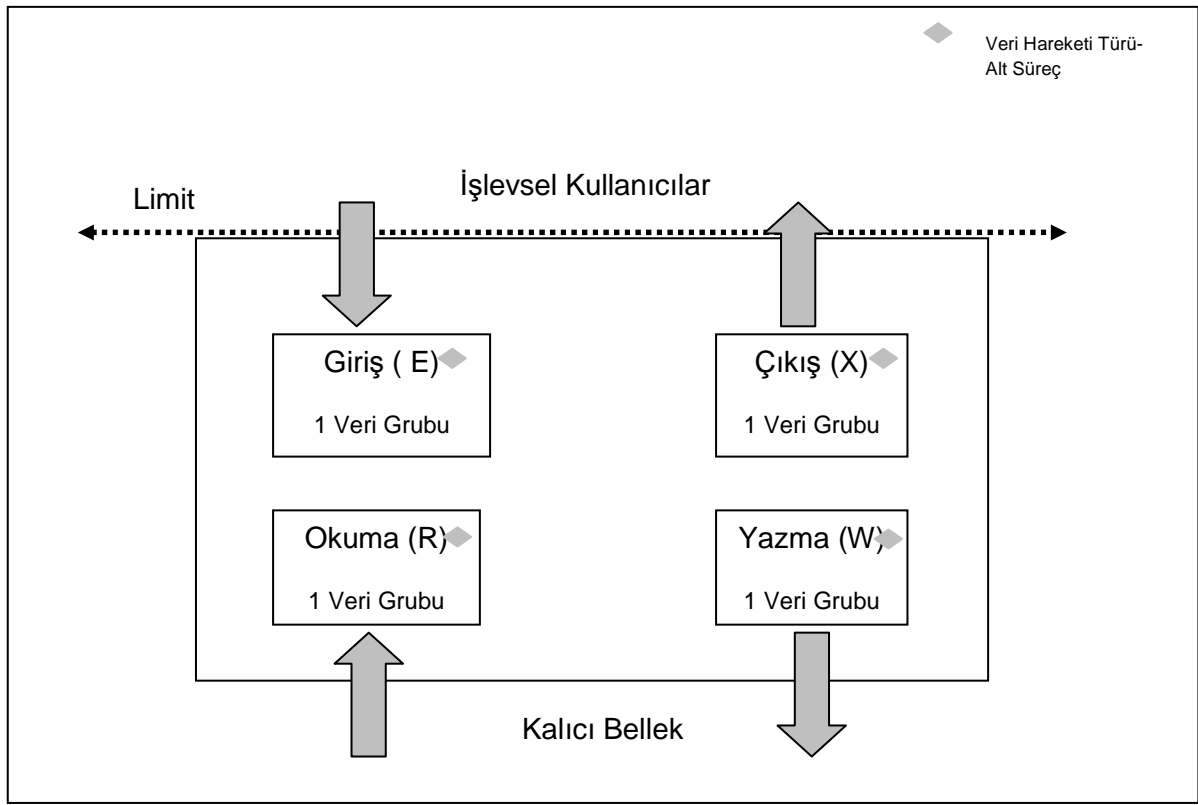 Veri Hareketi Türü-
Alt Süreç
İşlevsel Kullanıcılar
Limit
Giriş ( E)
1 Veri Grubu
Çıkış (X)
1 Veri Grubu
Okuma (R)
1 Veri Grubu
Yazma (W)
1 Veri Grubu
Kalıcı Bellek